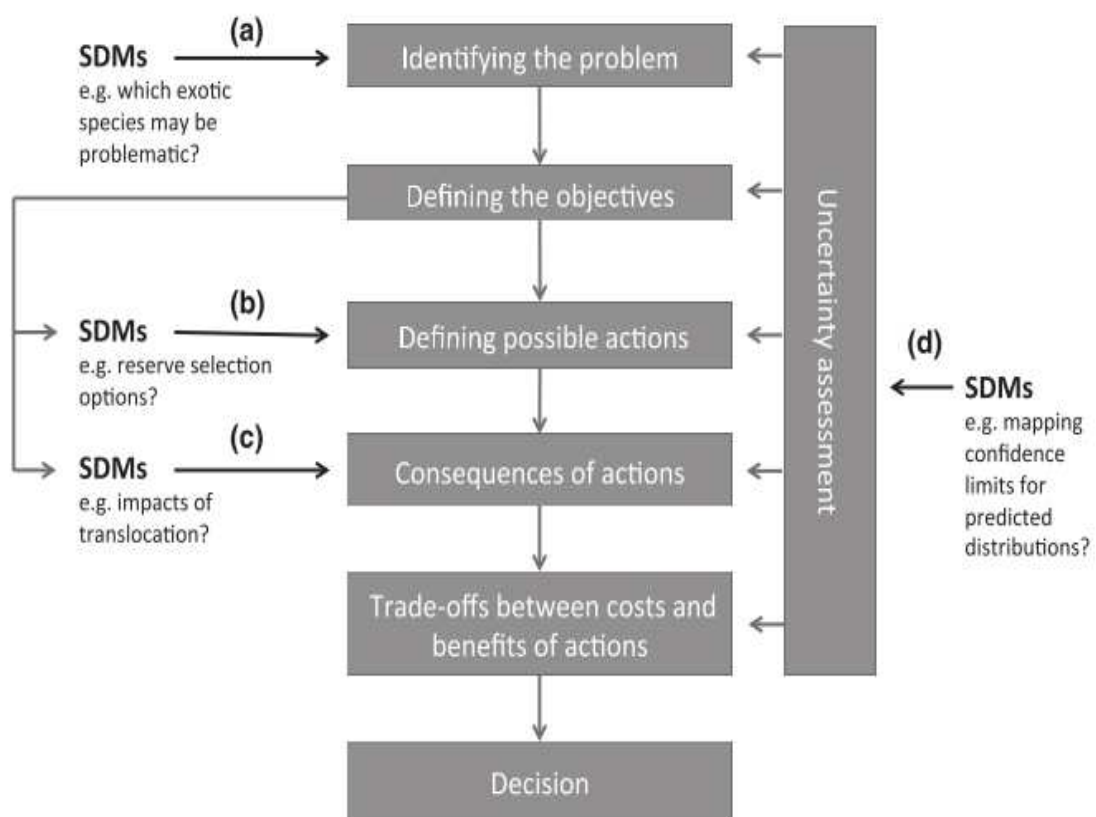 (a)
SDMs
e.g. which exotic
species may be
problematic?
Identifying the problem
Defining the objectives
(b)
SDMs
e.g. reserve selection
options?
Defining possible actions
(c)
SDMs
e.g. impacts of
translocation?
Consequences of actions
Trade-offs between costs and
benefits of actions
Decision
Uncertainty assessment
(d)
SDMs
e.g. mapping
confidence
limits for
predicted
distributions?